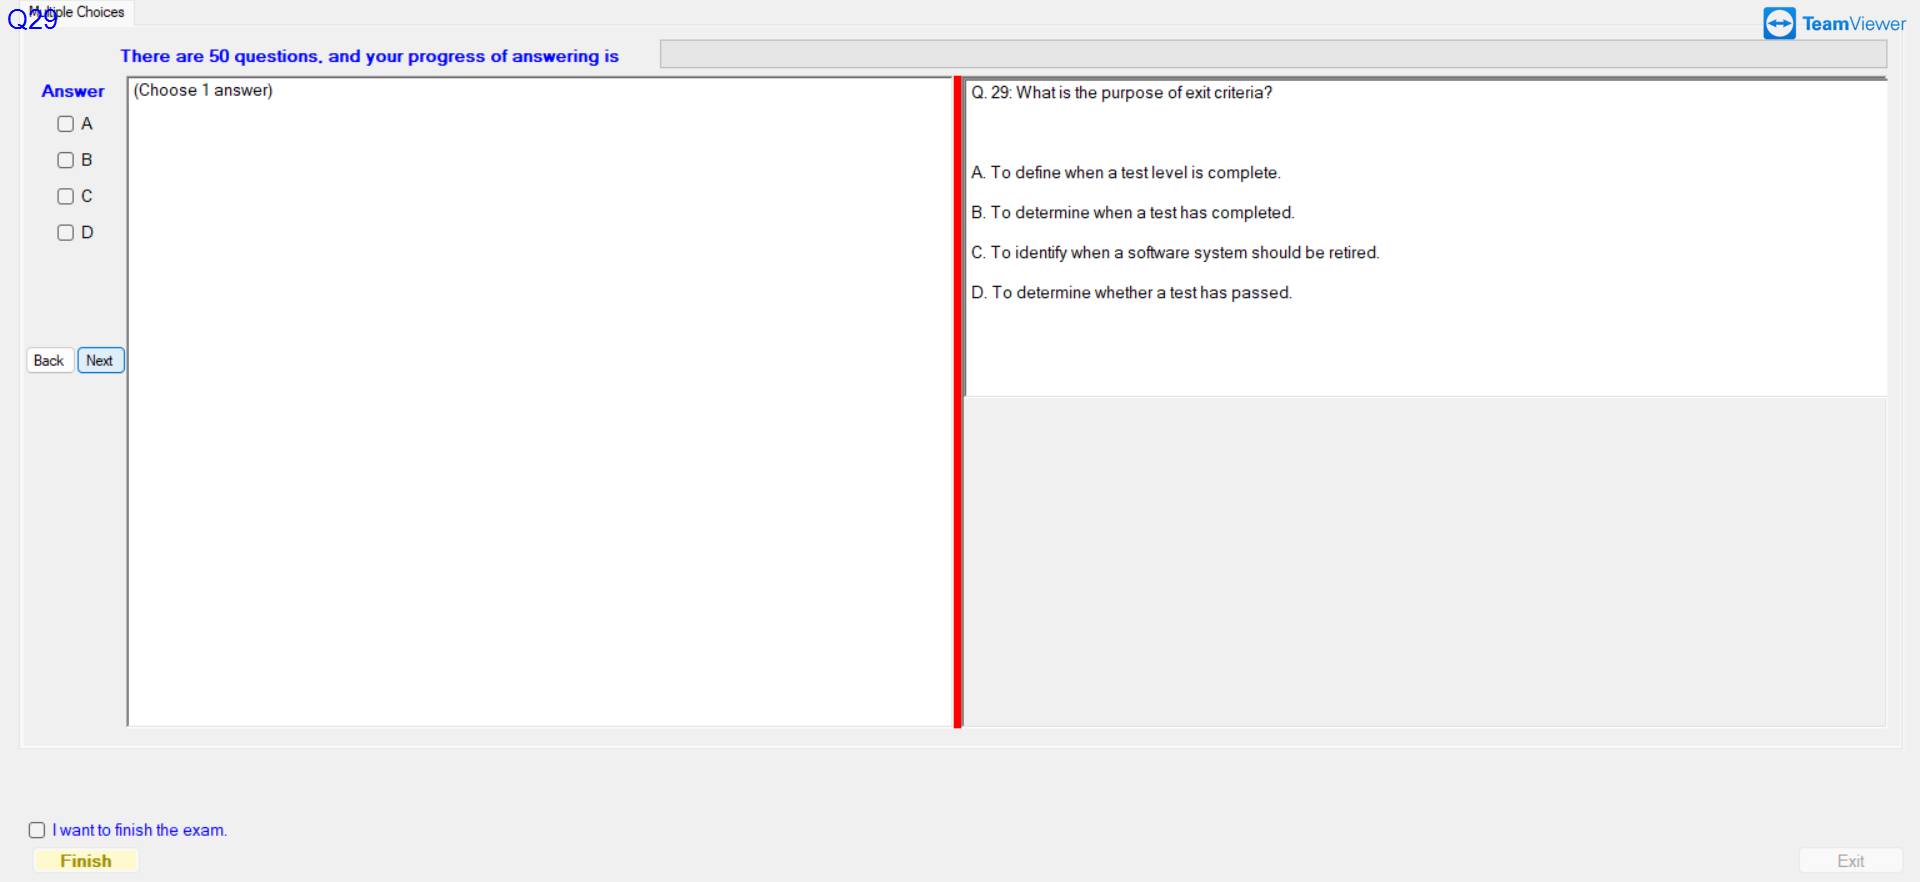 Q29
Multiple Choices
TeamViewer
There are 50 questions, and your progress of answering is
Answer
A
B
C
D
Back
Next
(Choose 1 answer)
Q. 29: What is the purpose of exit criteria?
A. To define when a test level is complete.
B. To determine when a test has completed.
C. To identify when a software system should be retired.
D. To determine whether a test has passed.
I want to finish the exam.
Finish
Exit